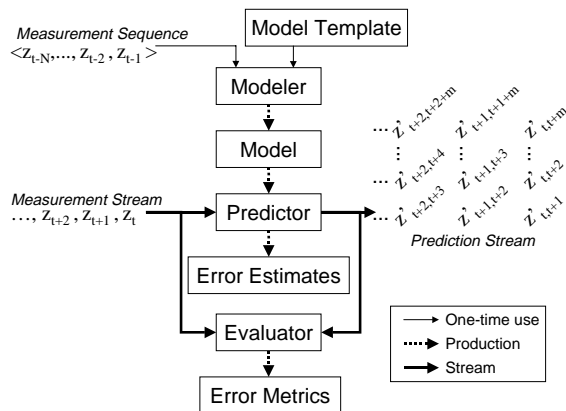 Measurement Sequence
<z_{t-N},..., z_{t-2} , z_{t-1} >
Model Template
Modeler
Model
... z'_{t+2,t+2+m} z'_{t+1,t+1+m} z'_{t,t+m}
⋮ ⋮ ⋮
... z'_{t+2,t+4} z'_{t+1,t+3} z'_{t,t+2}
... z'_{t+2,t+3} z'_{t+1,t+2} z'_{t,t+1}
Prediction Stream
Measurement Stream
..., z_{t+2} , z_{t+1} , z_t
Predictor
Error Estimates
Evaluator
Error Metrics
One-time use
Production
Stream